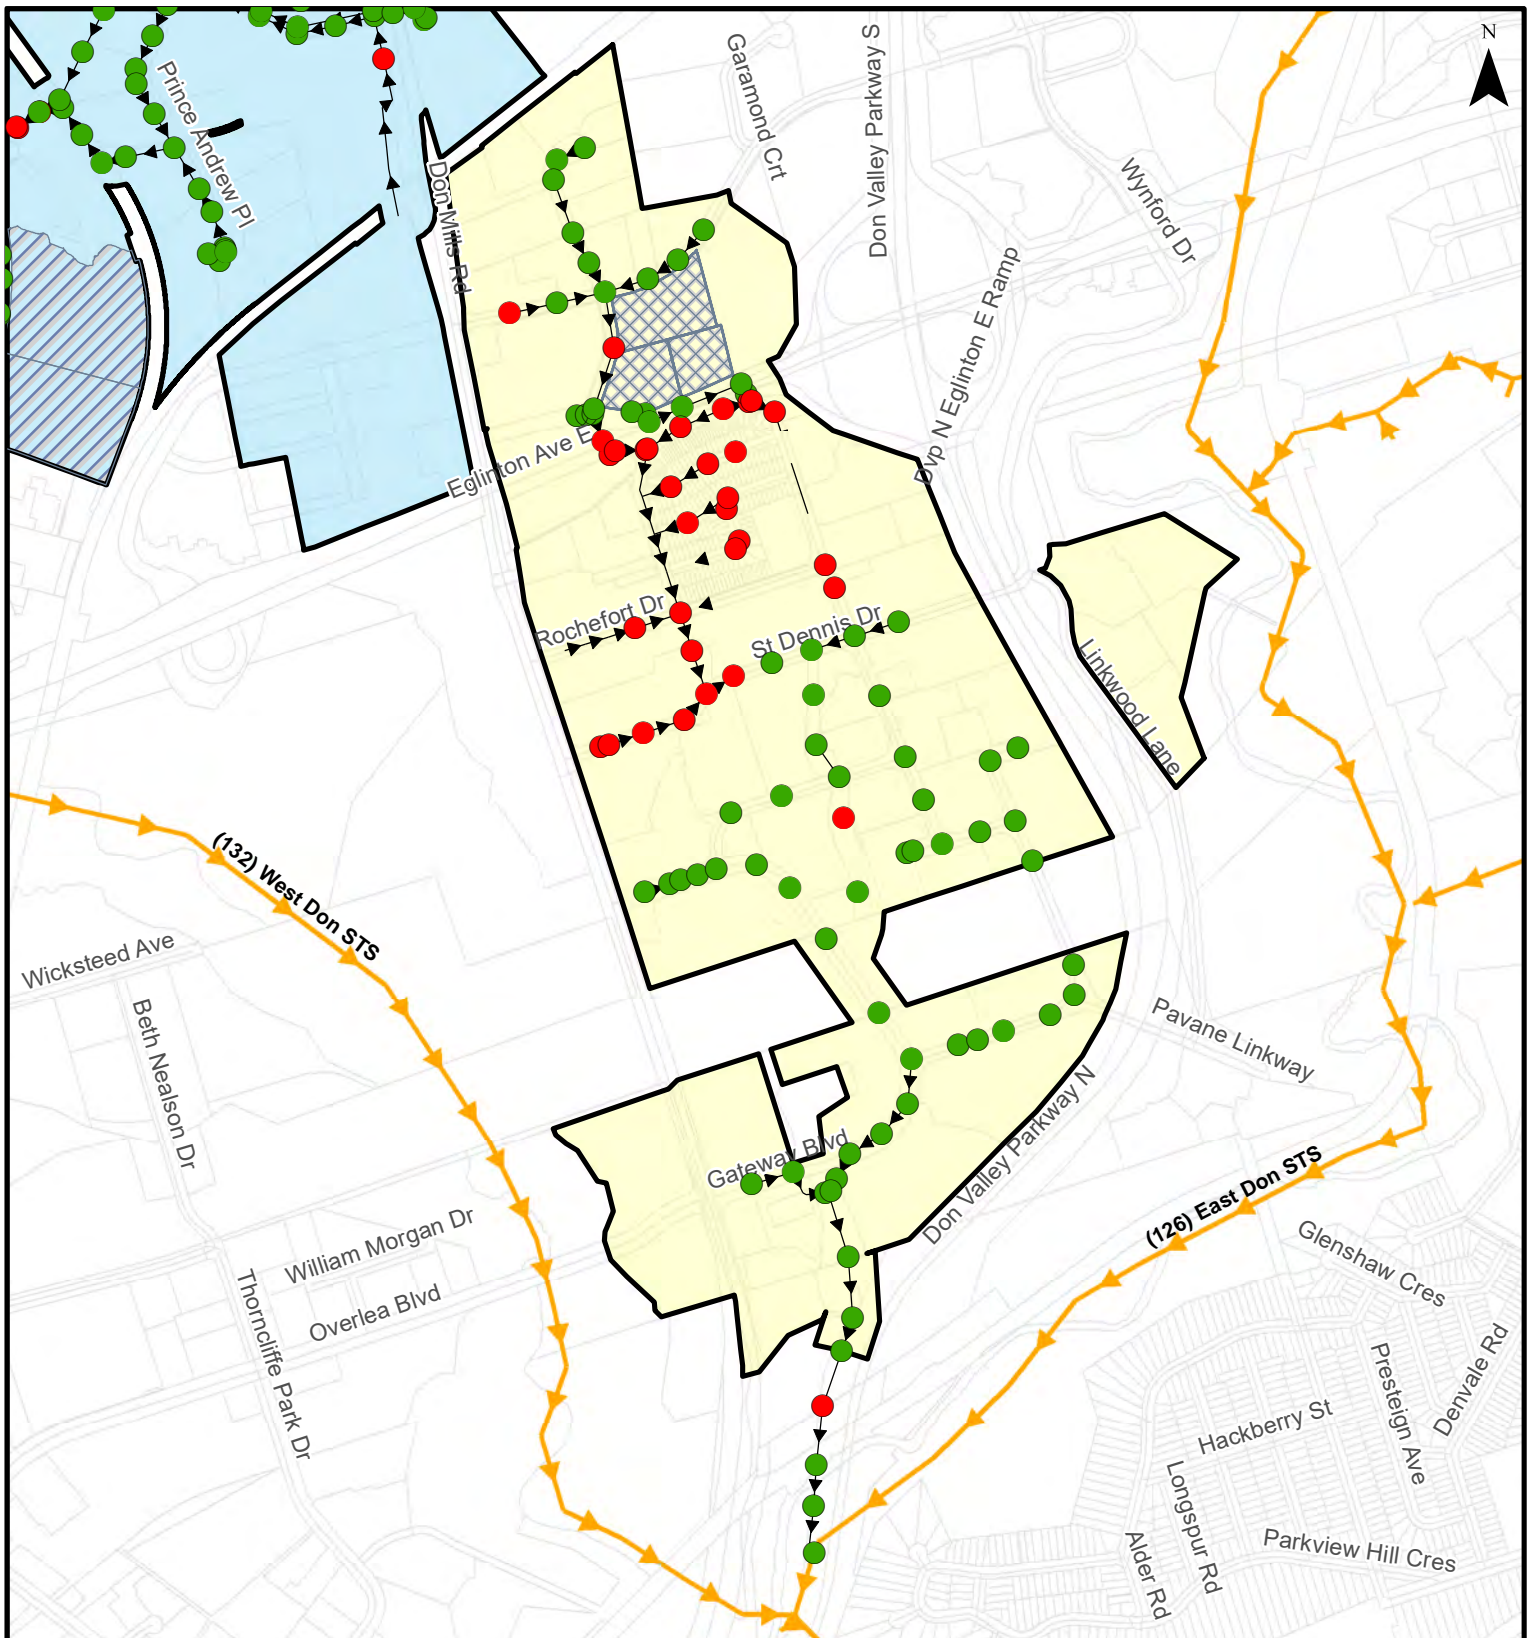 N
Garamond Crt
Don Valley Parkway S
Prince Andrew Pl
Don Mills Rd
Wynford Dr
Dvp N Eglinton E Ramp
Eglinton Ave E
Rochefort Dr
St Dennis Dr
Linkwood Lane
(132) West Don STS
Wicksteed Ave
Beth Nealson Dr
Pavane Linkway
Gateway Blvd
Don Valley Parkway N
(126) East Don STS
William Morgan Dr
Glenshaw Cres
Overlea Blvd
Thorncliffe Park Dr
Presteign Ave
Denvale Rd
Hackberry St
Longspur Rd
Alder Rd
Parkview Hill Cres